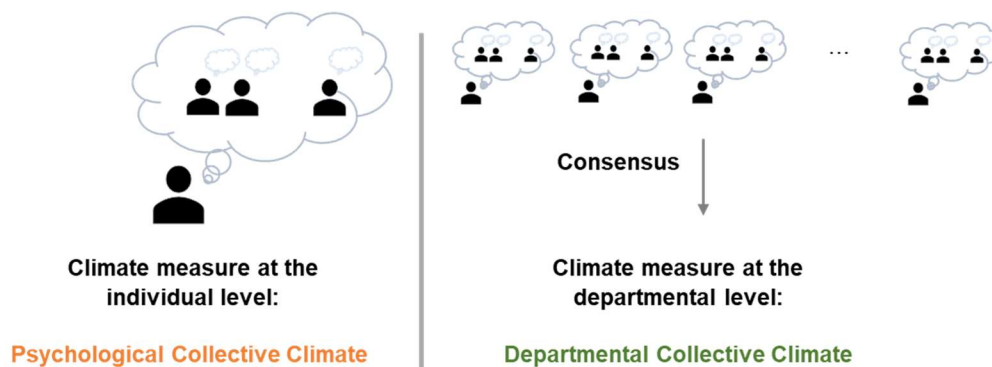 Climate measure at the
individual level:
Psychological Collective Climate
...
Consensus
Climate measure at the
departmental level:
Departmental Collective Climate